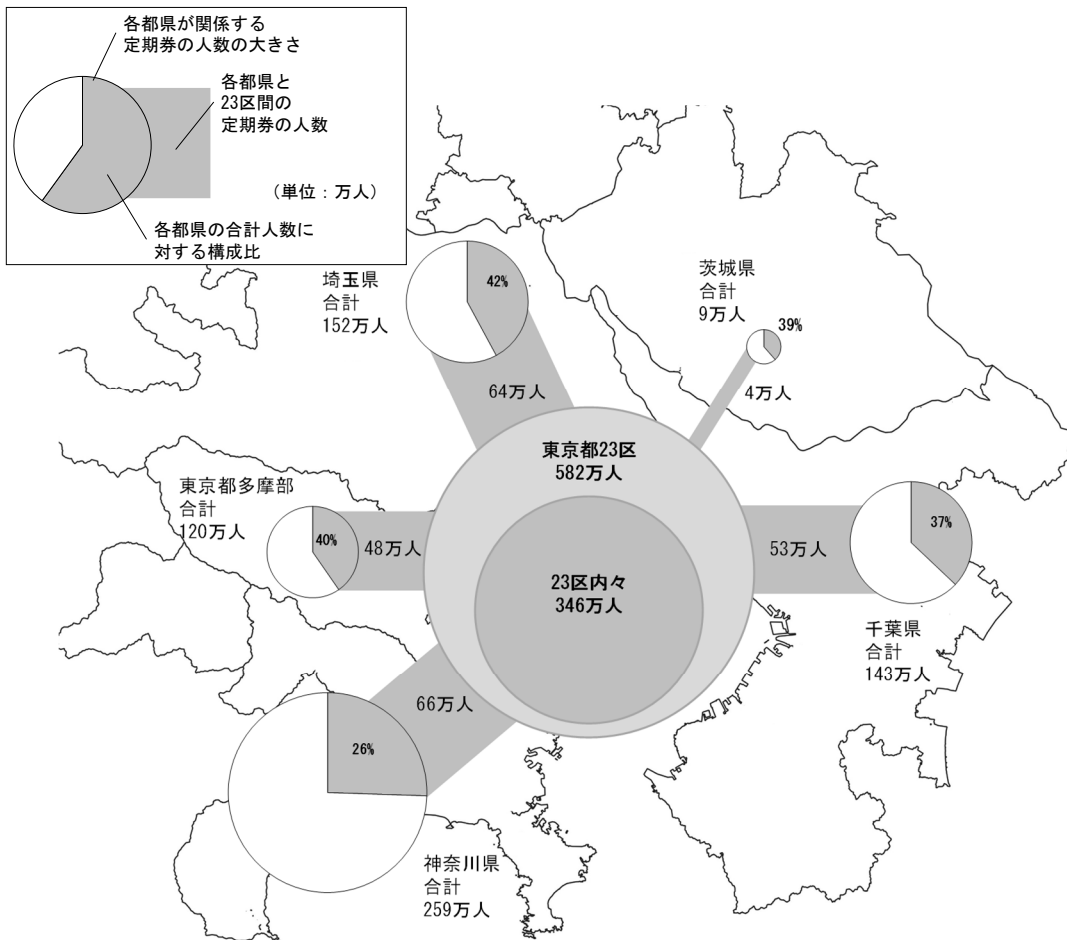 各都県が関係する
定期券の人数の大きさ
各都県と
23区間の
定期券の人数
（単位：万人）
各都県の合計人数に
対する構成比
埼玉県
合計
152万人
42%
64万人
茨城県
合計
9万人
39%
4万人
東京都23区
582万人
23区内々
346万人
東京都多摩部
合計
120万人
40%
48万人
37%
53万人
千葉県
合計
143万人
66万人
26%
神奈川県
合計
259万人